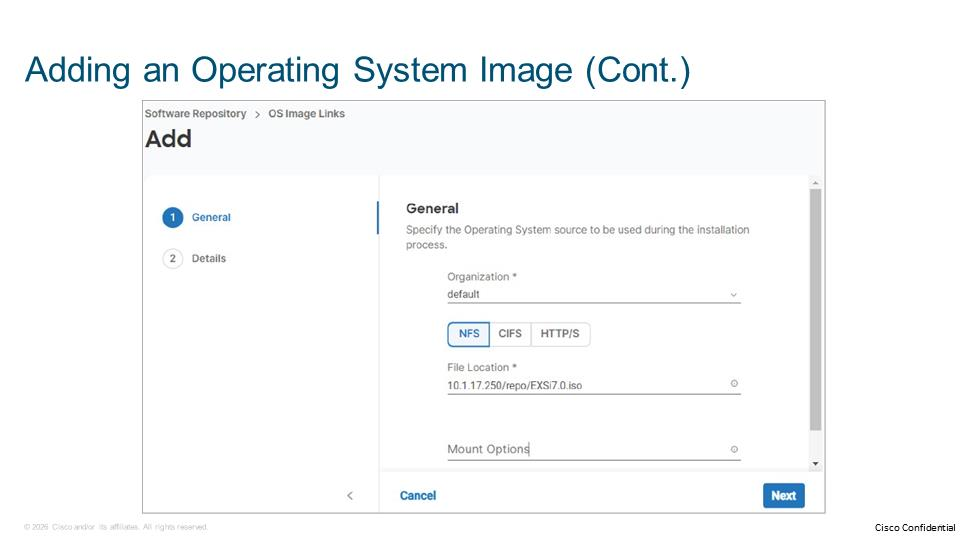 Adding an Operating System Image (Cont.)
Software Repository > OS Image Links
Add
1 General
2 Details
General
Specify the Operating System source to be used during the installation
process.
Organization *
default
NFS CIFS HTTP/S
File Location *
10.1.17.250/repo/EXSi7.0.iso
Mount Options
< Cancel Next
© 2026 Cisco and/or its affiliates. All rights reserved.
Cisco Confidential